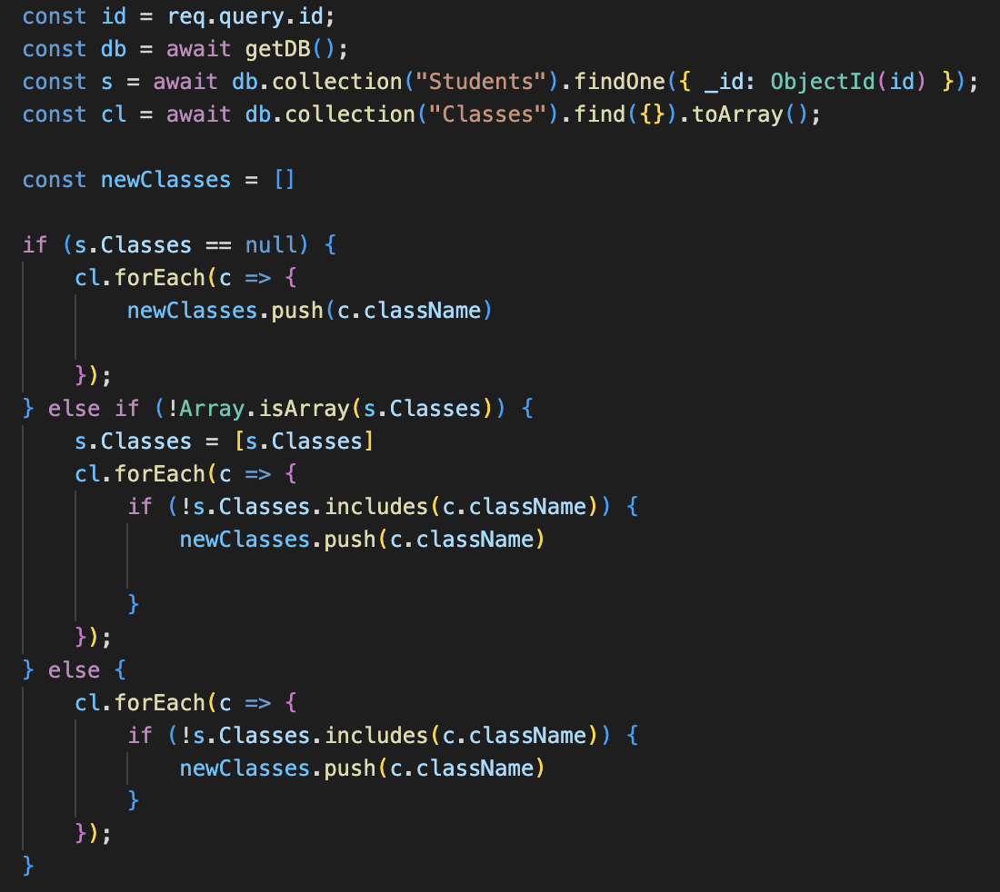 const id = req.query.id;
const db = await getDB();
const s = await db.collection("Students").findOne({ _id: ObjectId(id) });
const cl = await db.collection("Classes").find({}).toArray();

const newClasses = []

if (s.Classes == null) {
    cl.forEach(c => {
        newClasses.push(c.className)

    });
} else if (!Array.isArray(s.Classes)) {
    s.Classes = [s.Classes]
    cl.forEach(c => {
        if (!s.Classes.includes(c.className)) {
            newClasses.push(c.className)

        }
    });
} else {
    cl.forEach(c => {
        if (!s.Classes.includes(c.className)) {
            newClasses.push(c.className)
        }
    });
}